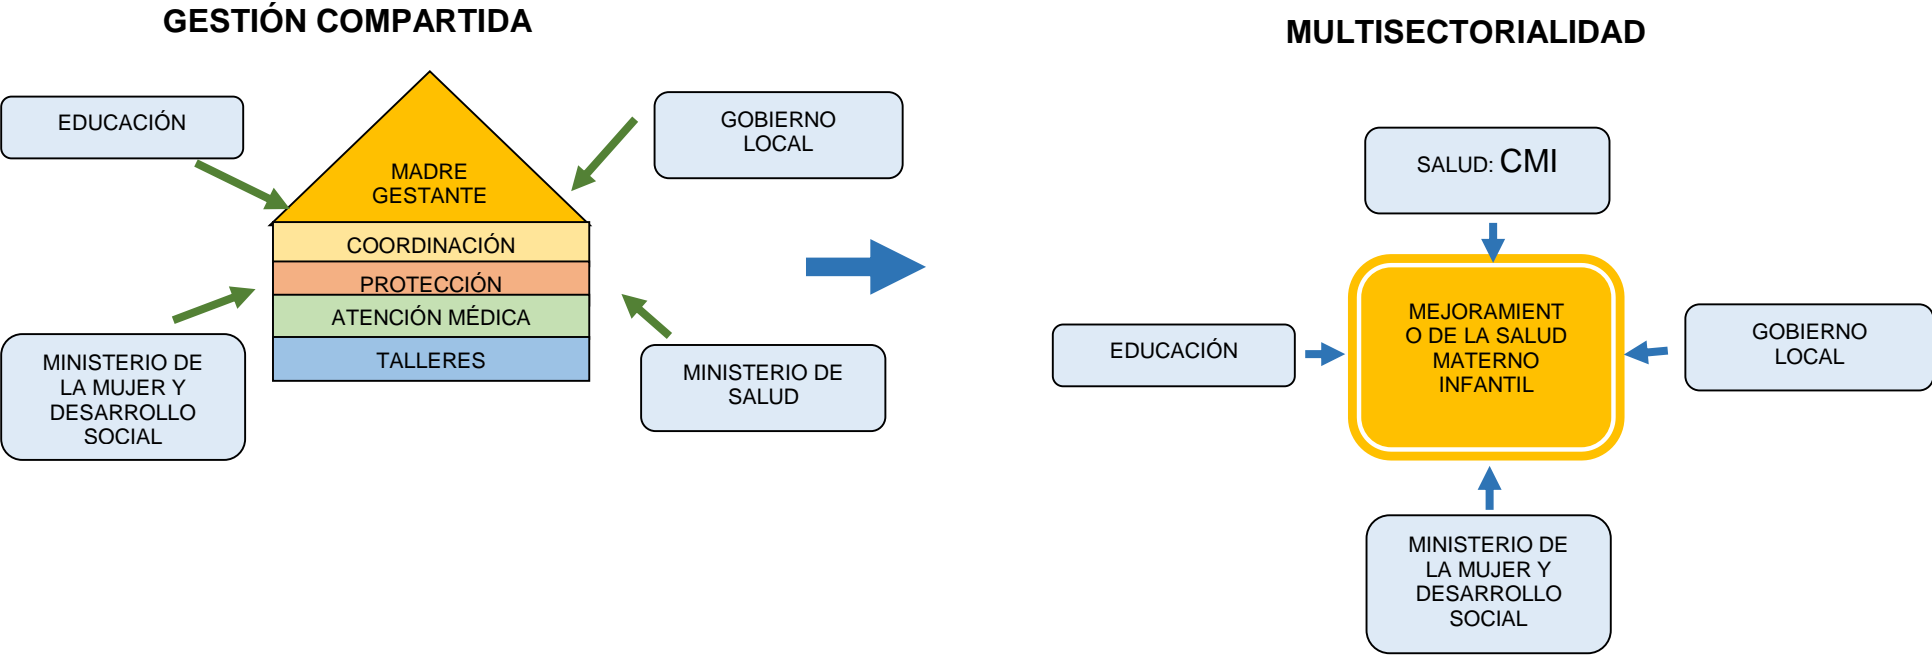 GESTIÓN COMPARTIDA
EDUCACIÓN
GOBIERNO
LOCAL
MADRE
GESTANTE
COORDINACIÓN
PROTECCIÓN
ATENCIÓN MÉDICA
TALLERES
MINISTERIO DE
LA MUJER Y
DESARROLLO
SOCIAL
MINISTERIO DE
SALUD
MULTISECTORIALIDAD
SALUD: CMI
EDUCACIÓN
MEJORAMIENT
O DE LA SALUD
MATERNO
INFANTIL
GOBIERNO
LOCAL
MINISTERIO DE
LA MUJER Y
DESARROLLO
SOCIAL